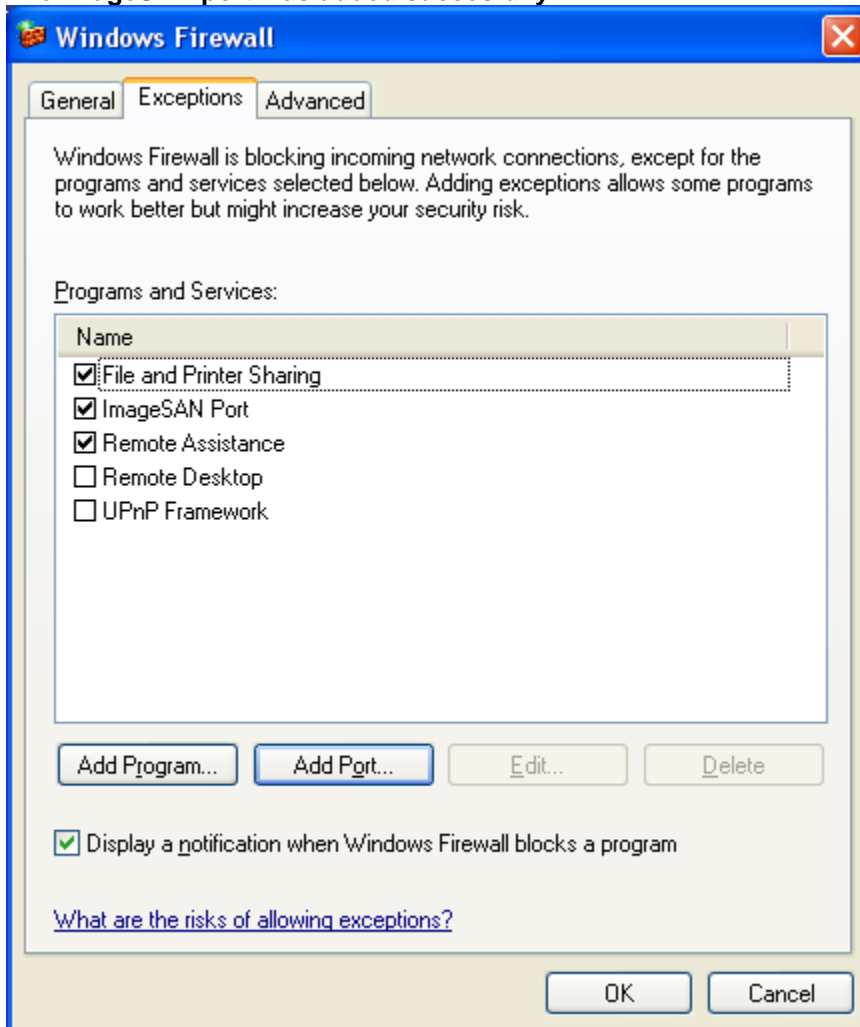 Windows Firewall
General Exceptions Advanced
Windows Firewall is blocking incoming network connections, except for the
programs and services selected below. Adding exceptions allows some programs
to work better but might increase your security risk.
Programs and Services:
Name
File and Printer Sharing
ImageSAN Port
Remote Assistance
Remote Desktop
UPnP Framework
Add Program... Add Port... Edit... Delete
Display a notification when Windows Firewall blocks a program
What are the risks of allowing exceptions?
OK Cancel